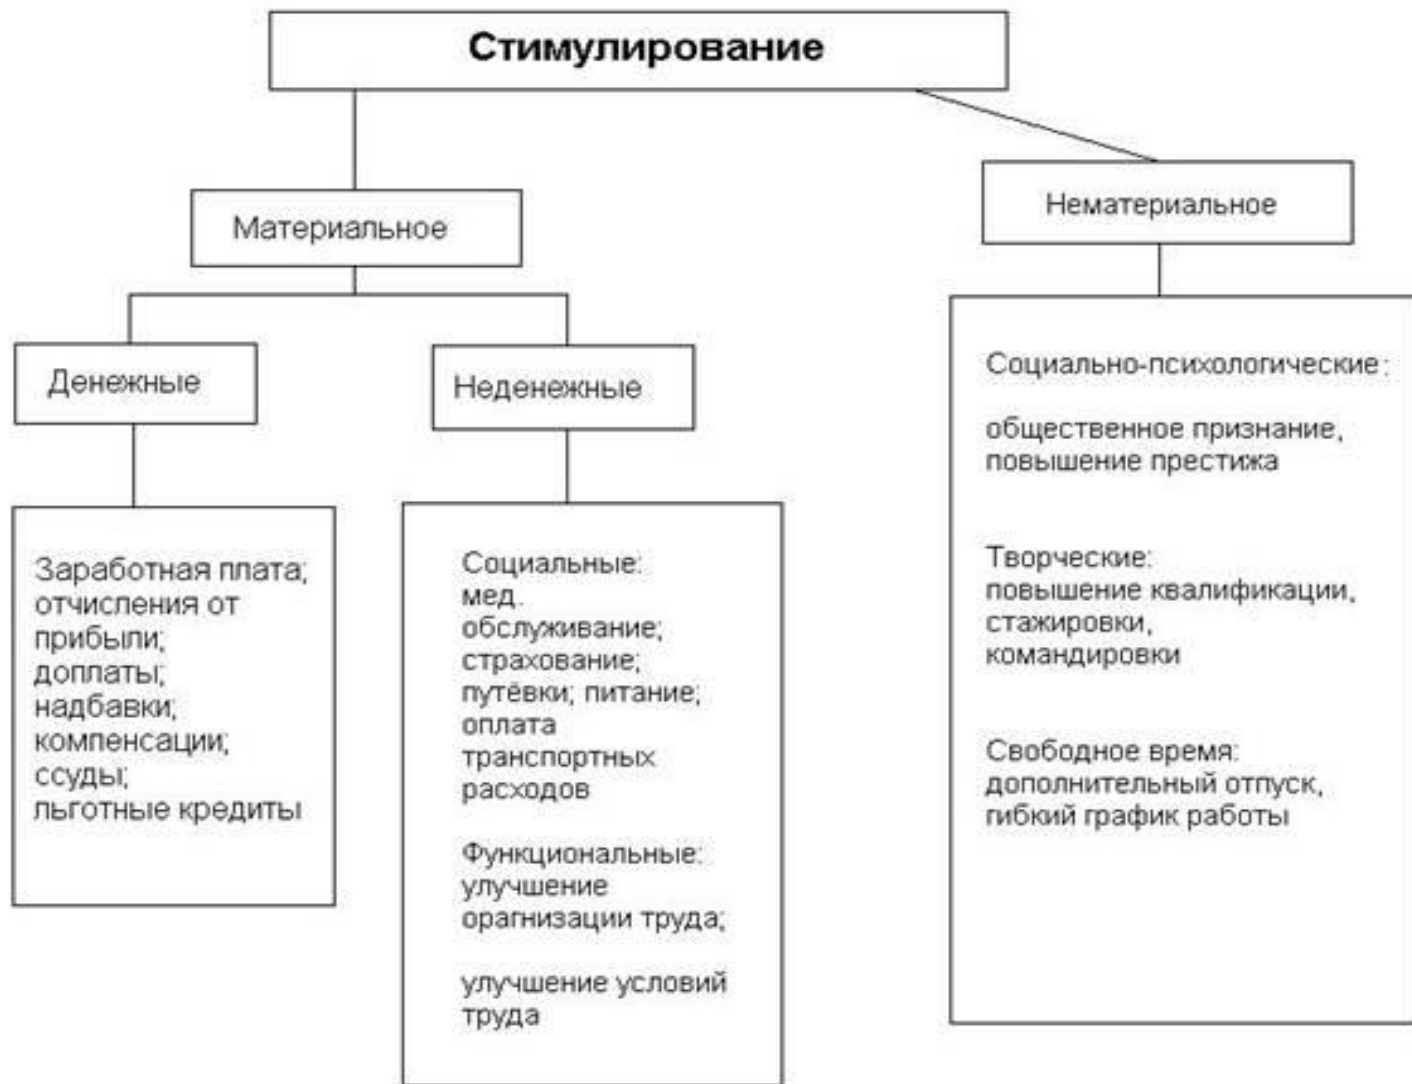 Стимулирование
Материальное
Нематериальное
Денежные
Неденежные
Заработная плата;
отчисления от
прибыли;
доплаты;
надбавки;
компенсации;
ссуды;
льготные кредиты
Социальные:
мед.
обслуживание;
страхование;
путёвки; питание;
оплата
транспортных
расходов
Функциональные:
улучшение
орагнизации труда;
улучшение условий
труда
Социально-психологические:
общественное признание,
повышение престижа
Творческие:
повышение квалификации,
стажировки,
командировки
Свободное время:
дополнительный отпуск,
гибкий график работы